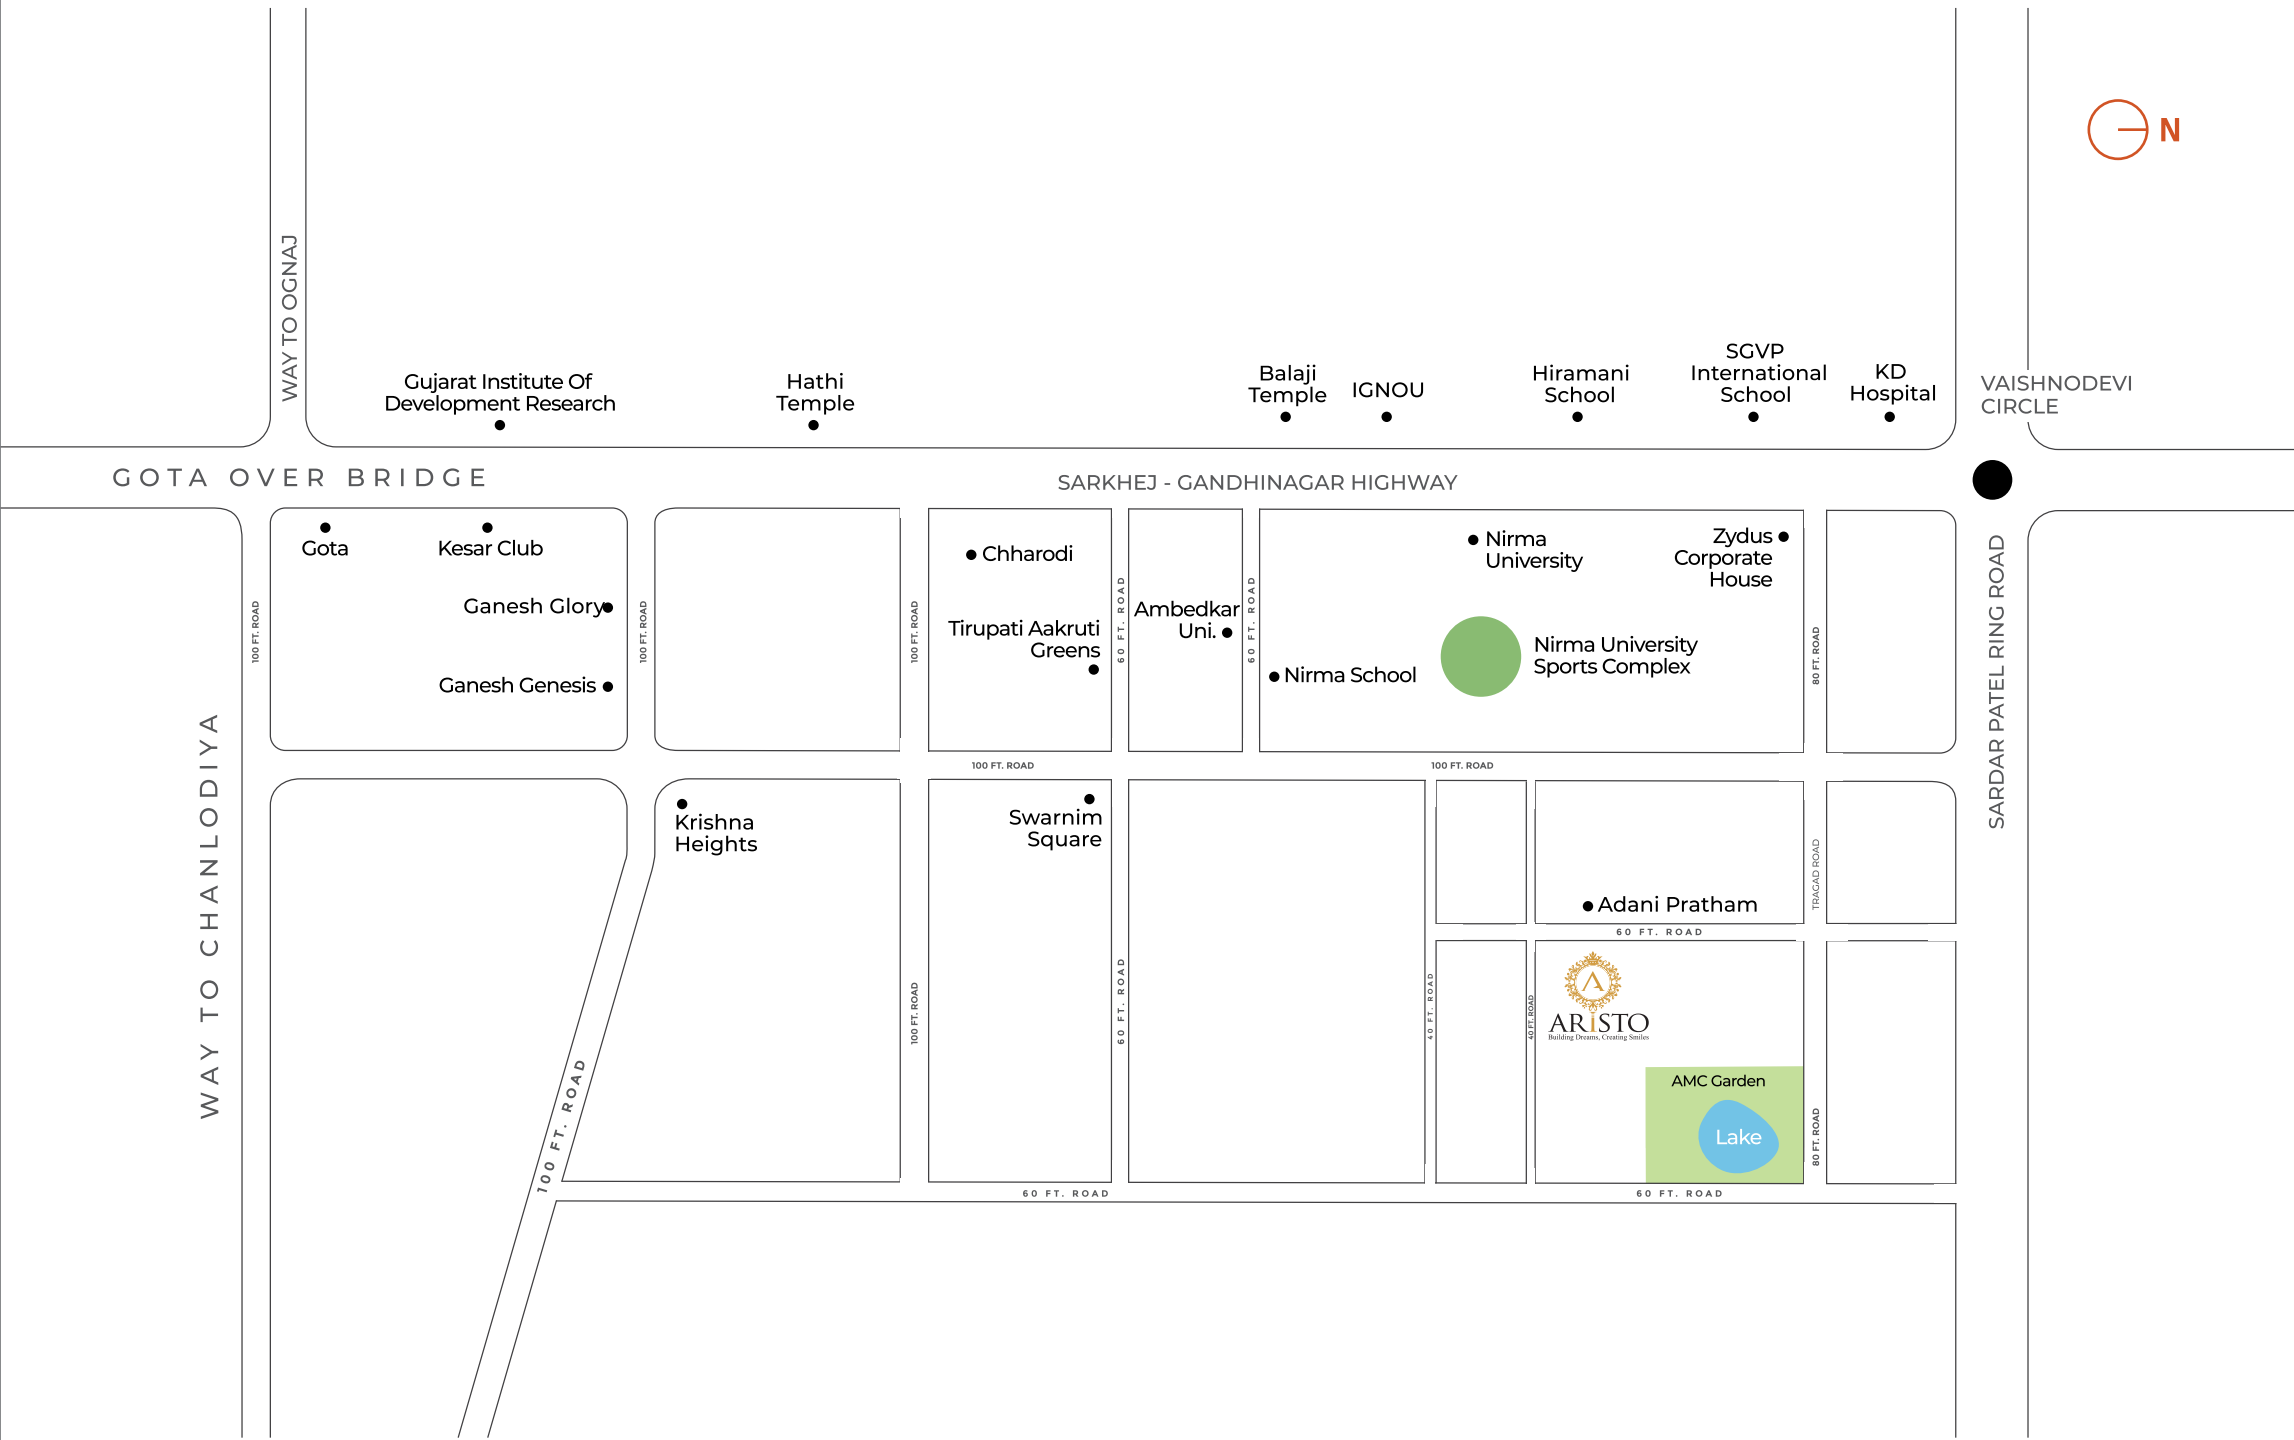 N
WAY TO OGNAJ
Gujarat Institute Of
Development Research
Hathi
Temple
Balaji
Temple
IGNOU
Hiramani
School
SGVP
International
School
KD
Hospital
VAISHNODEVI
CIRCLE
GOTA OVER BRIDGE
SARKHEJ - GANDHINAGAR HIGHWAY
Gota
Kesar Club
Ganesh Glory
Ganesh Genesis
100 FT. ROAD
100 FT. ROAD
100 FT. ROAD
Chharodi
Tirupati Aakruti
Greens
60 FT. ROAD
Ambedkar
Uni.
60 FT. ROAD
Nirma
University
Zydus
Corporate
House
Nirma School
Nirma University
Sports Complex
80 FT. ROAD
SARDAR PATEL RING ROAD
WAY TO CHANLODIYA
100 FT. ROAD
100 FT. ROAD
Krishna
Heights
Swarnim
Square
Adani Pratham
TRAGAD ROAD
60 FT. ROAD
100 FT. ROAD
100 FT. ROAD
60 FT. ROAD
40 FT. ROAD
40 FT. ROAD
A
ARISTO
Building Dreams, Creating Smiles
AMC Garden
Lake
80 FT. ROAD
60 FT. ROAD
60 FT. ROAD